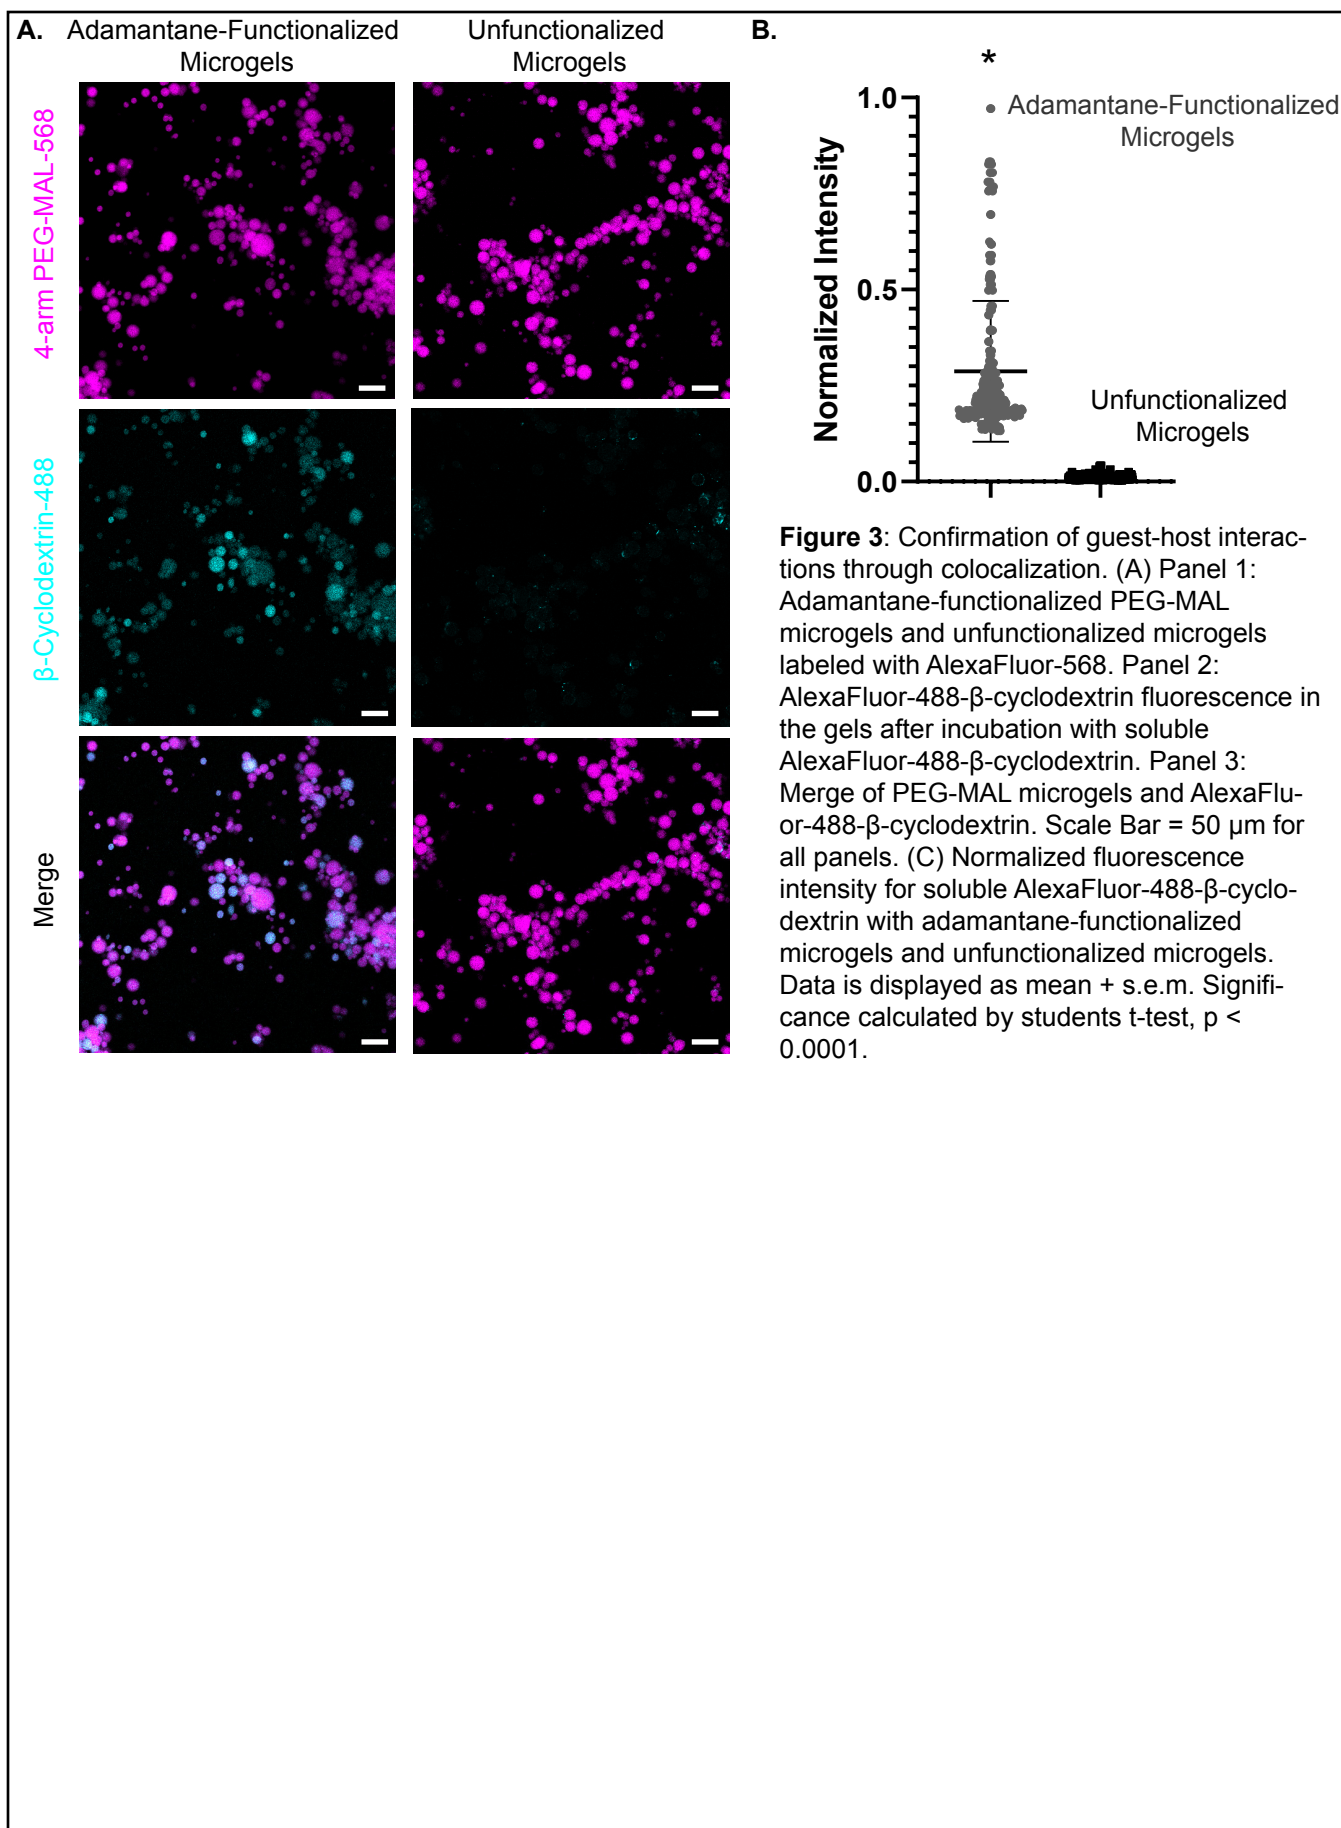 A.
Adamantane-Functionalized
Microgels
Unfunctionalized
Microgels
4-arm PEG-MAL-568
β-Cyclodextrin-488
Merge
B.
*
Normalized Intensity
1.0
0.5
0.0
Adamantane-Functionalized
Microgels
Unfunctionalized
Microgels
Figure 3: Confirmation of guest-host interac-
tions through colocalization. (A) Panel 1:
Adamantane-functionalized PEG-MAL
microgels and unfunctionalized microgels
labeled with AlexaFluor-568. Panel 2:
AlexaFluor-488-β-cyclodextrin fluorescence in
the gels after incubation with soluble
AlexaFluor-488-β-cyclodextrin. Panel 3:
Merge of PEG-MAL microgels and AlexaFlu-
or-488-β-cyclodextrin. Scale Bar = 50 μm for
all panels. (C) Normalized fluorescence
intensity for soluble AlexaFluor-488-β-cyclo-
dextrin with adamantane-functionalized
microgels and unfunctionalized microgels.
Data is displayed as mean + s.e.m. Signifi-
cance calculated by students t-test, p <
0.0001.